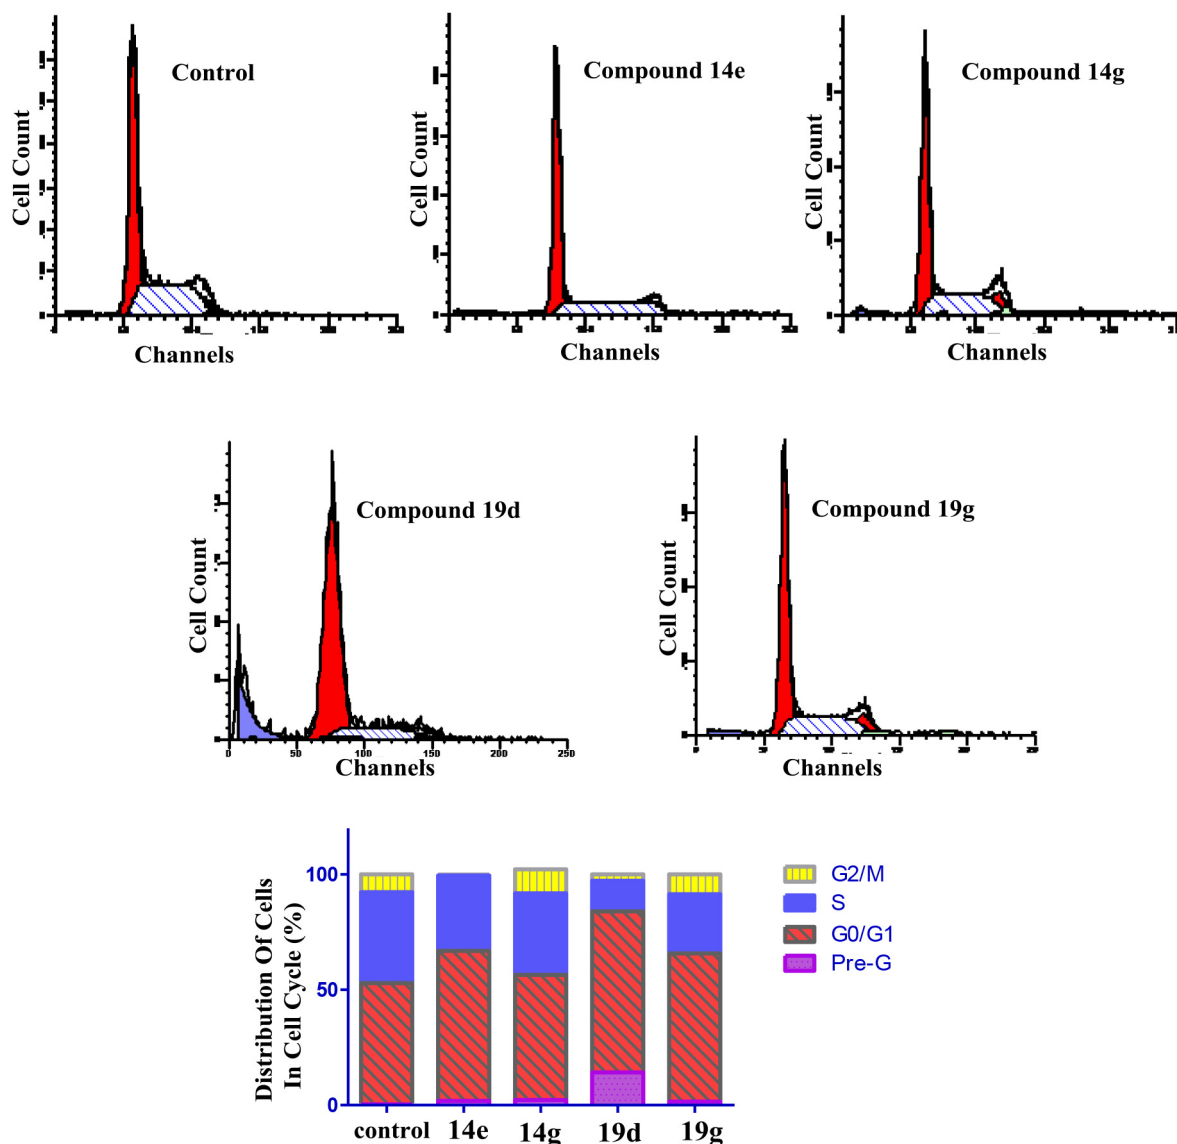 Control
Cell Count
Channels
Compound 14e
Cell Count
Channels
Compound 14g
Cell Count
Channels
Compound 19d
Cell Count
0 50 100 150 200 250
Channels
Compound 19g
Cell Count
Channels
Distribution Of Cells
In Cell Cycle (%)
100
50
0
control 14e 14g 19d 19g
G2/M
S
G0/G1
Pre-G